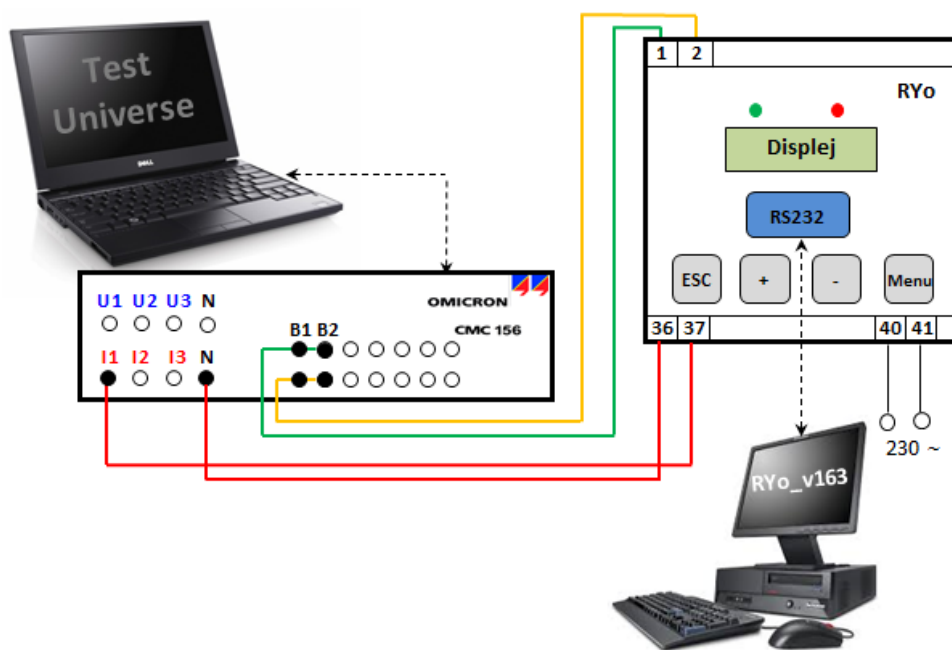 Test
Universe
DELL
U1 U2 U3 N
I1 I2 I3 N
B1 B2
OMICRON
CMC 156
1 2
RYo
Displej
RS232
ESC + - Menu
36 37 40 41
230 ~
RYo_v163